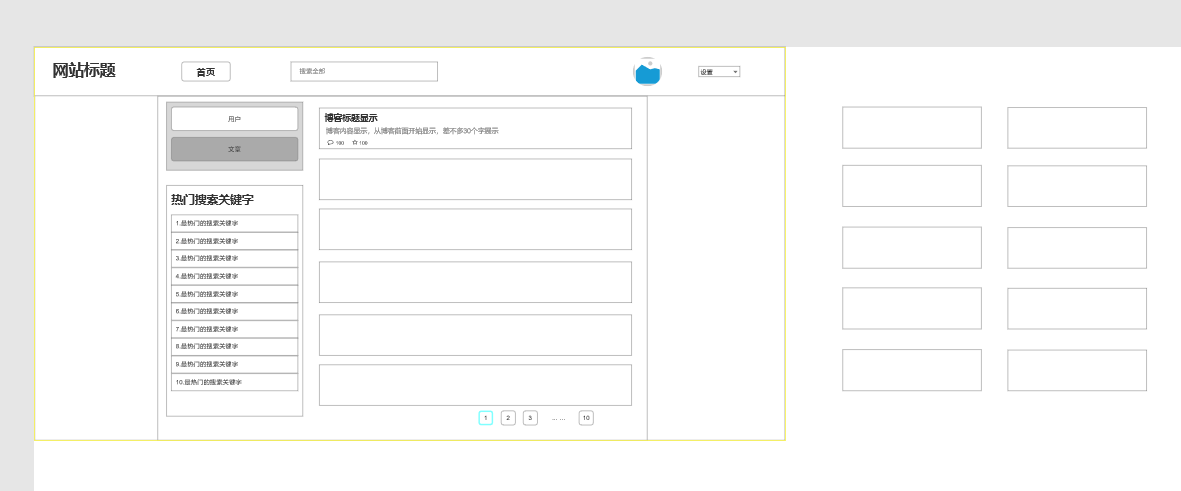 网站标题
首页
搜索全部
设置
用户
文章
热门搜索关键字
1.最热门的搜索关键字
2.最热门的搜索关键字
3.最热门的搜索关键字
4.最热门的搜索关键字
5.最热门的搜索关键字
6.最热门的搜索关键字
7.最热门的搜索关键字
8.最热门的搜索关键字
9.最热门的搜索关键字
10.最热门的搜索关键字
博客标题显示
博客内容显示，从博客前面开始显示，差不多30个字展示
100 100
1 2 3 ... ... 10